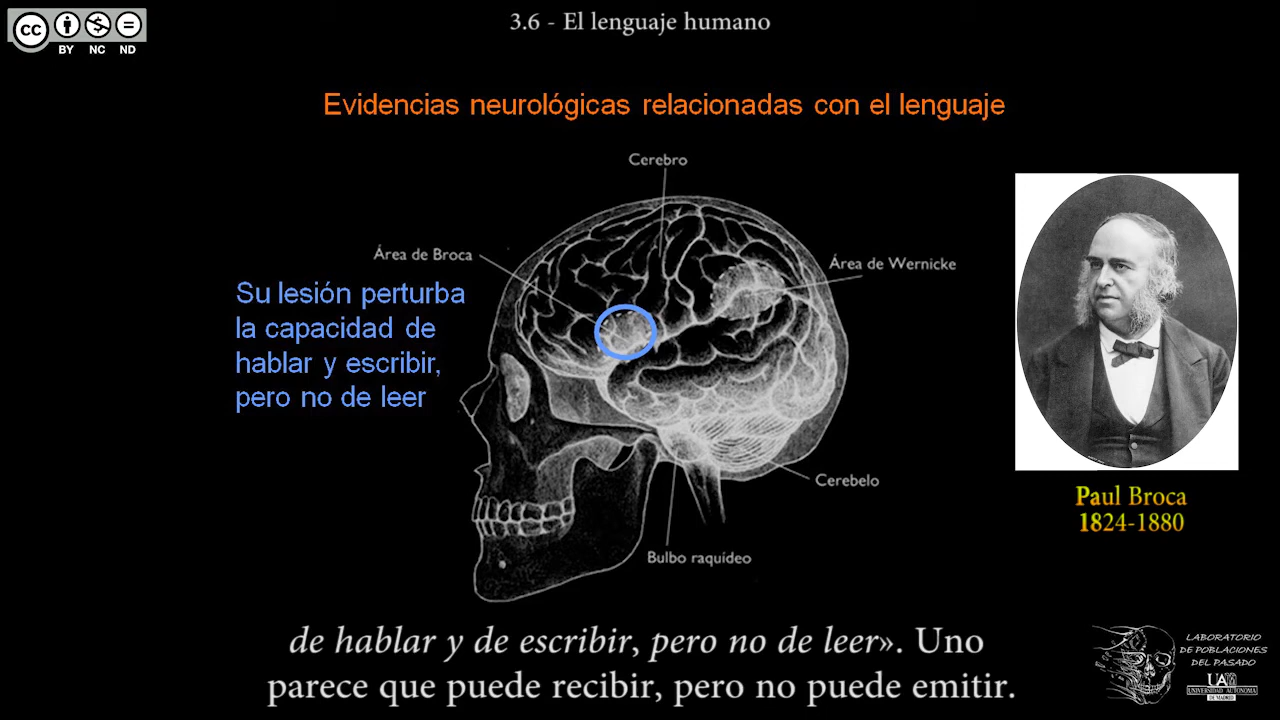 3.6 - El lenguaje humano
cc
BY NC ND
Evidencias neurológicas relacionadas con el lenguaje
Cerebro
Área de Broca
Área de Wernicke
Su lesión perturba
la capacidad de
hablar y escribir,
pero no de leer
Cerebelo
Paul Broca
1824-1880
Bulbo raquídeo
de hablar y de escribir, pero no de leer». Uno
parece que puede recibir, pero no puede emitir.
LABORATORIO
DE POBLACIONES
DEL PASADO
UAM
UNIVERSIDAD AUTONOMA
DE MADRID